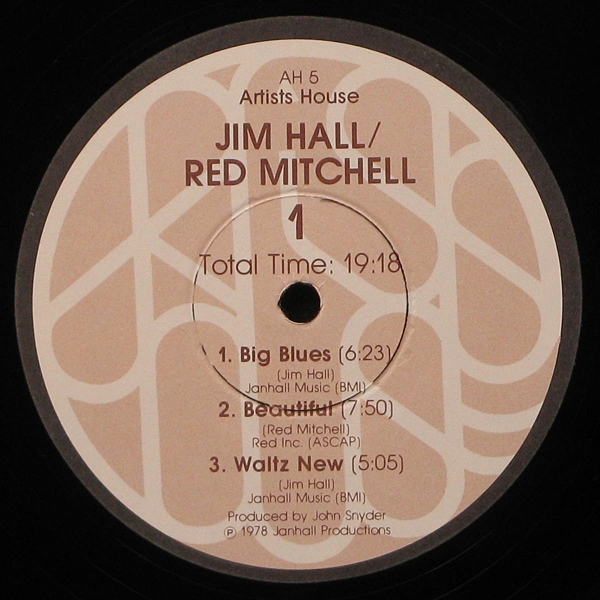 AH 5
Artists House
JIM HALL/
RED MITCHELL
1
Total Time: 19:18
1. Big Blues (6:23)
(Jim Hall)
Janhall Music (BMI)
2. Beautiful (7:50)
(Red Mitchell)
Red Inc. (ASCAP)
3. Waltz New (5:05)
(Jim Hall)
Janhall Music (BMI)
Produced by John Snyder
℗ 1978 Janhall Productions